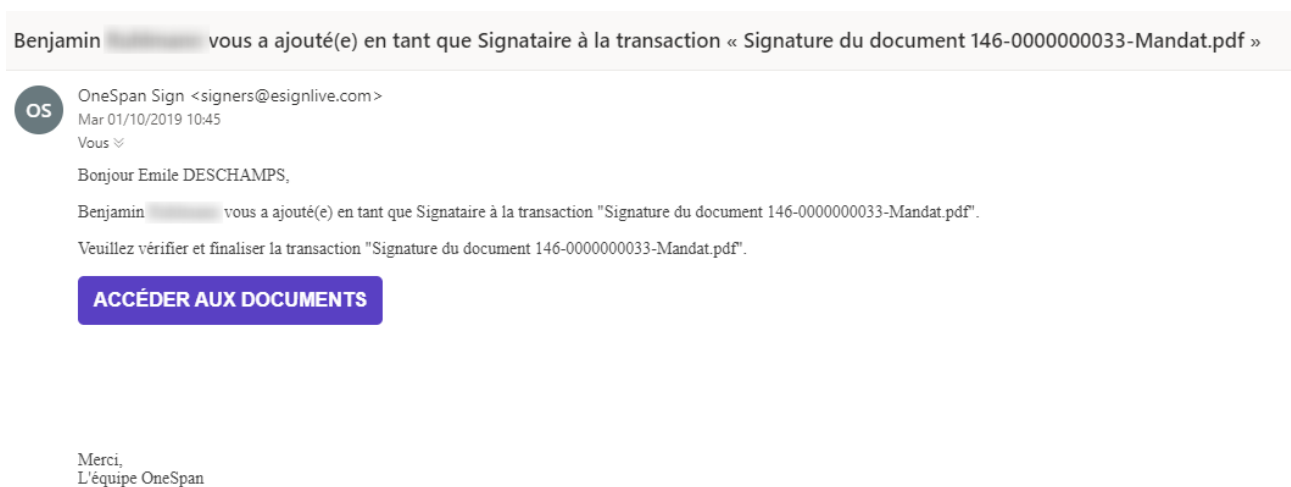 Benjamin vous a ajouté(e) en tant que Signataire à la transaction « Signature du document 146-0000000033-Mandat.pdf »
OS
OneSpan Sign <signers@esignlive.com>
Mar 01/10/2019 10:45
Vous
Bonjour Emile DESCHAMPS,
Benjamin vous a ajouté(e) en tant que Signataire à la transaction "Signature du document 146-0000000033-Mandat.pdf".
Veuillez vérifier et finaliser la transaction "Signature du document 146-0000000033-Mandat.pdf".
ACCÉDER AUX DOCUMENTS
Merci,
L'équipe OneSpan